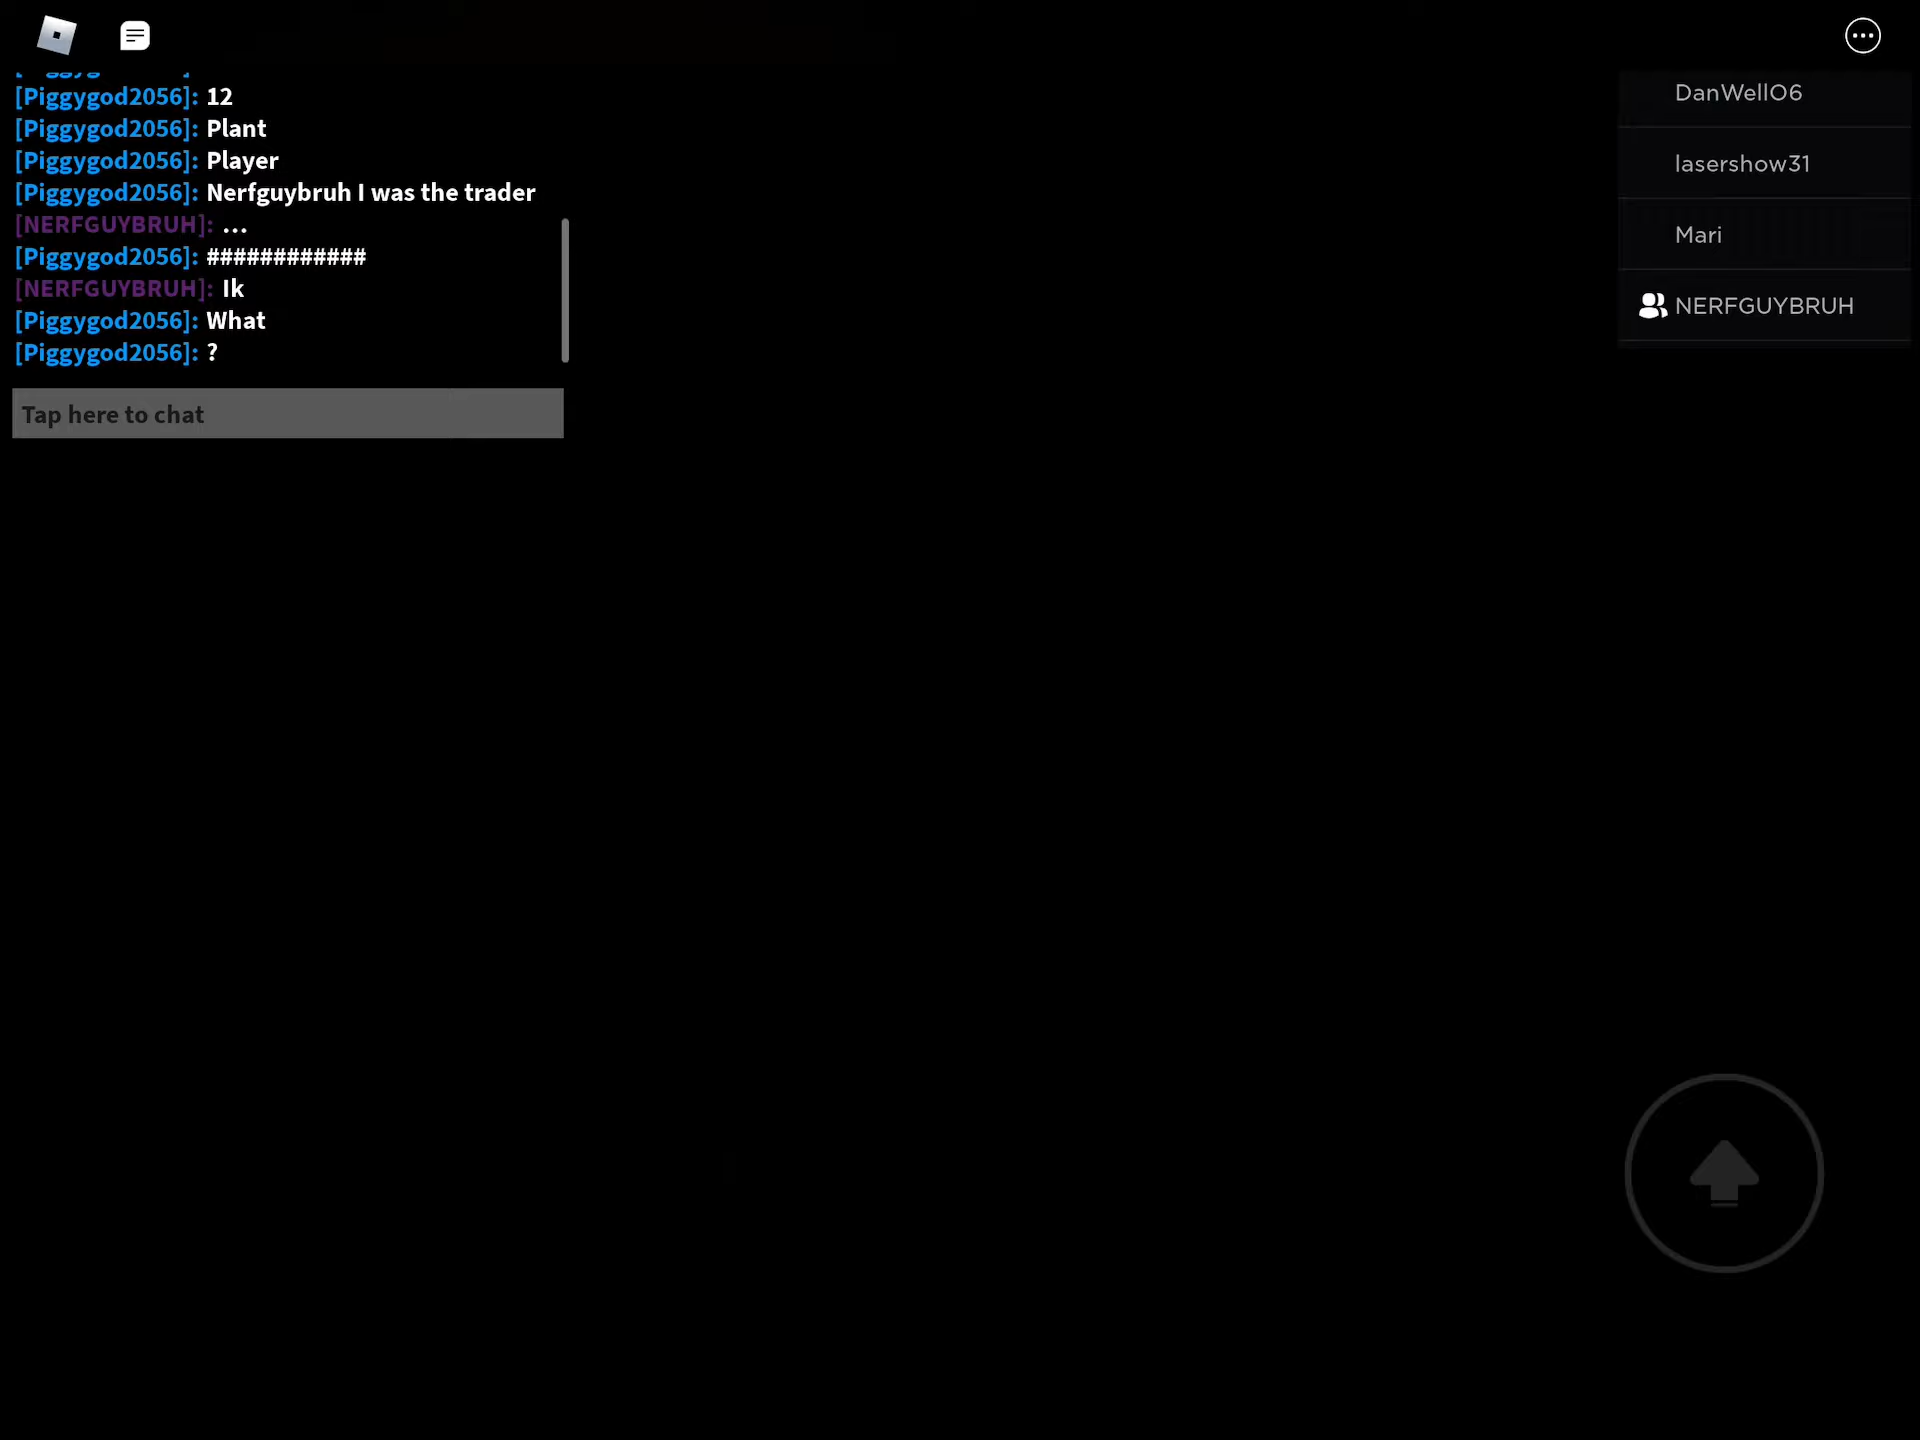 [Piggygod2056]: 12
[Piggygod2056]: Plant
[Piggygod2056]: Player
[Piggygod2056]: Nerfguybruh I was the trader
[NERFGUYBRUH]: ...
[Piggygod2056]: ############
[NERFGUYBRUH]: Ik
[Piggygod2056]: What
[Piggygod2056]: ?
Tap here to chat
DanWellO6
lasershow31
Mari
NERFGUYBRUH